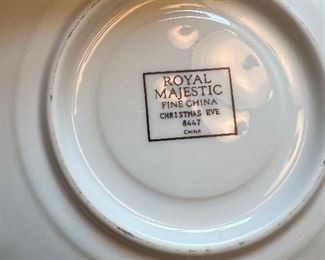 ROYAL
MAJESTIC
FINE CHINA
CHRISTMAS EVE
8447
CHINA